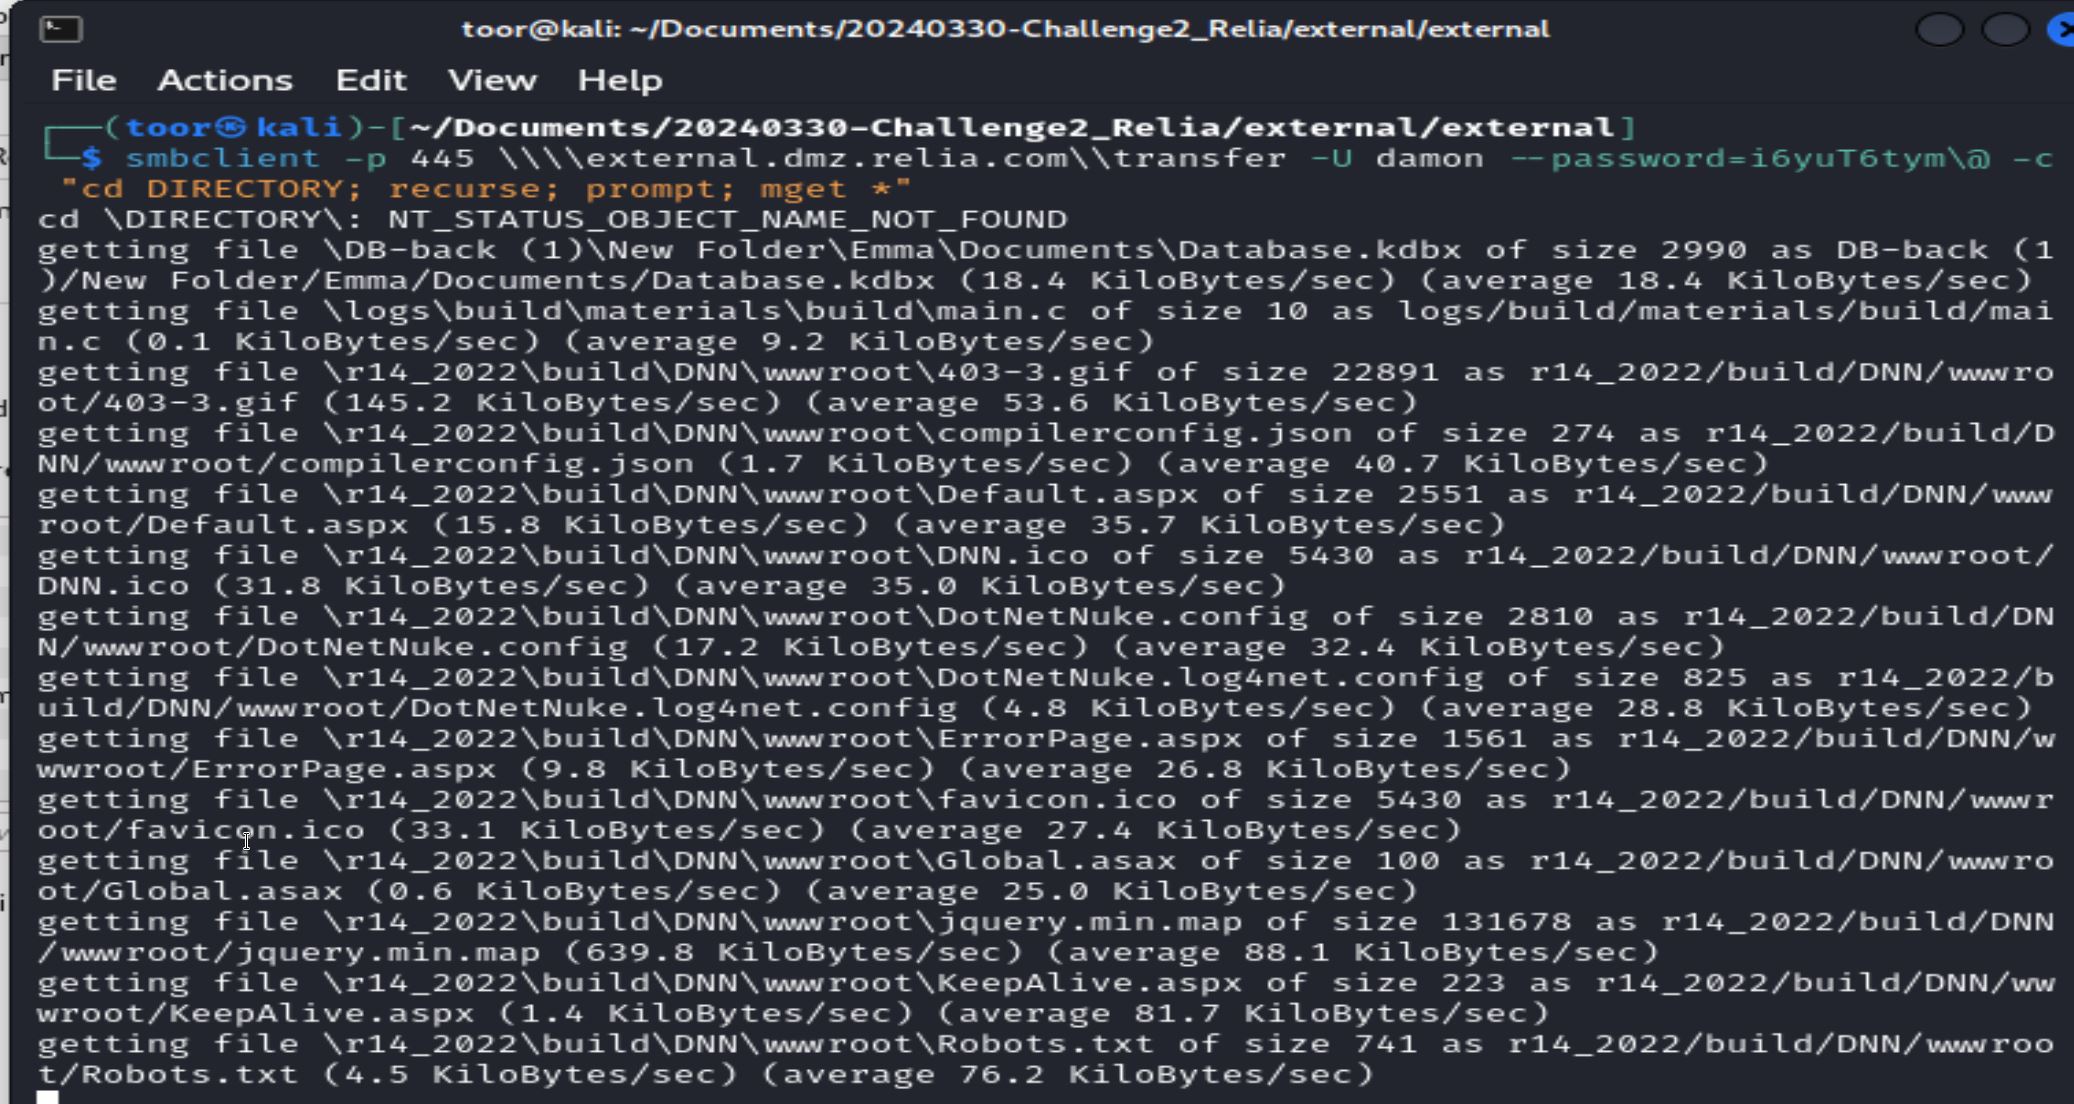 toor@kali: ~/Documents/20240330-Challenge2_Relia/external/external
File Actions Edit View Help
┌──(toor㉿kali)-[~/Documents/20240330-Challenge2_Relia/external/external]
└─$ smbclient -p 445 \\\\external.dmz.relia.com\\transfer -U damon --password=i6yuT6tym\@ -c
"cd DIRECTORY; recurse; prompt; mget *"
cd \DIRECTORY\: NT_STATUS_OBJECT_NAME_NOT_FOUND
getting file \DB-back (1)\New Folder\Emma\Documents\Database.kdbx of size 2990 as DB-back (1
)/New Folder/Emma/Documents/Database.kdbx (18.4 KiloBytes/sec) (average 18.4 KiloBytes/sec)
getting file \logs\build\materials\build\main.c of size 10 as logs/build/materials/build/mai
n.c (0.1 KiloBytes/sec) (average 9.2 KiloBytes/sec)
getting file \r14_2022\build\DNN\wwwroot\403-3.gif of size 22891 as r14_2022/build/DNN/wwwro
ot/403-3.gif (145.2 KiloBytes/sec) (average 53.6 KiloBytes/sec)
getting file \r14_2022\build\DNN\wwwroot\compilerconfig.json of size 274 as r14_2022/build/D
NN/wwwroot/compilerconfig.json (1.7 KiloBytes/sec) (average 40.7 KiloBytes/sec)
getting file \r14_2022\build\DNN\wwwroot\Default.aspx of size 2551 as r14_2022/build/DNN/www
root/Default.aspx (15.8 KiloBytes/sec) (average 35.7 KiloBytes/sec)
getting file \r14_2022\build\DNN\wwwroot\DNN.ico of size 5430 as r14_2022/build/DNN/wwwroot/
DNN.ico (31.8 KiloBytes/sec) (average 35.0 KiloBytes/sec)
getting file \r14_2022\build\DNN\wwwroot\DotNetNuke.config of size 2810 as r14_2022/build/DN
N/wwwroot/DotNetNuke.config (17.2 KiloBytes/sec) (average 32.4 KiloBytes/sec)
getting file \r14_2022\build\DNN\wwwroot\DotNetNuke.log4net.config of size 825 as r14_2022/b
uild/DNN/wwwroot/DotNetNuke.log4net.config (4.8 KiloBytes/sec) (average 28.8 KiloBytes/sec)
getting file \r14_2022\build\DNN\wwwroot\ErrorPage.aspx of size 1561 as r14_2022/build/DNN/w
wwroot/ErrorPage.aspx (9.8 KiloBytes/sec) (average 26.8 KiloBytes/sec)
getting file \r14_2022\build\DNN\wwwroot\favicon.ico of size 5430 as r14_2022/build/DNN/wwwr
oot/favicon.ico (33.1 KiloBytes/sec) (average 27.4 KiloBytes/sec)
getting file \r14_2022\build\DNN\wwwroot\Global.asax of size 100 as r14_2022/build/DNN/wwwro
ot/Global.asax (0.6 KiloBytes/sec) (average 25.0 KiloBytes/sec)
getting file \r14_2022\build\DNN\wwwroot\jquery.min.map of size 131678 as r14_2022/build/DNN
/wwwroot/jquery.min.map (639.8 KiloBytes/sec) (average 88.1 KiloBytes/sec)
getting file \r14_2022\build\DNN\wwwroot\KeepAlive.aspx of size 223 as r14_2022/build/DNN/ww
wroot/KeepAlive.aspx (1.4 KiloBytes/sec) (average 81.7 KiloBytes/sec)
getting file \r14_2022\build\DNN\wwwroot\Robots.txt of size 741 as r14_2022/build/DNN/wwwroo
t/Robots.txt (4.5 KiloBytes/sec) (average 76.2 KiloBytes/sec)